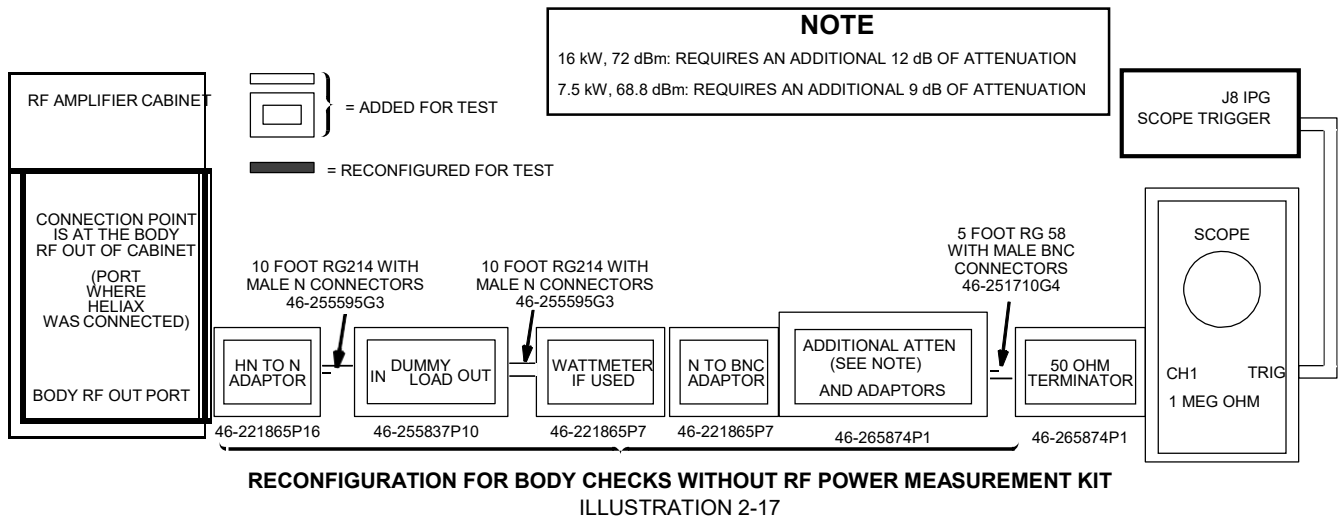 NOTE
16 kW, 72 dBm: REQUIRES AN ADDITIONAL 12 dB OF ATTENUATION
7.5 kW, 68.8 dBm: REQUIRES AN ADDITIONAL 9 dB OF ATTENUATION
RF AMPLIFIER CABINET
= ADDED FOR TEST
= RECONFIGURED FOR TEST
J8 IPG
SCOPE TRIGGER
CONNECTION POINT
IS AT THE BODY
RF OUT OF CABINET
(PORT
WHERE
HELIAX
WAS CONNECTED)
BODY RF OUT PORT
10 FOOT RG214 WITH
MALE N CONNECTORS
46-255595G3
10 FOOT RG214 WITH
MALE N CONNECTORS
46-255595G3
5 FOOT RG 58
WITH MALE BNC
CONNECTORS
46-251710G4
HN TO N
ADAPTOR
46-221865P16
IN DUMMY LOAD OUT
46-255837P10
WATTMETER
IF USED
46-221865P7
N TO BNC
ADAPTOR
46-221865P7
ADDITIONAL ATTEN
(SEE NOTE)
AND ADAPTORS
46-265874P1
50 OHM
TERMINATOR
46-265874P1
SCOPE
CH1 TRIG
1 MEG OHM
RECONFIGURATION FOR BODY CHECKS WITHOUT RF POWER MEASUREMENT KIT
ILLUSTRATION 2-17